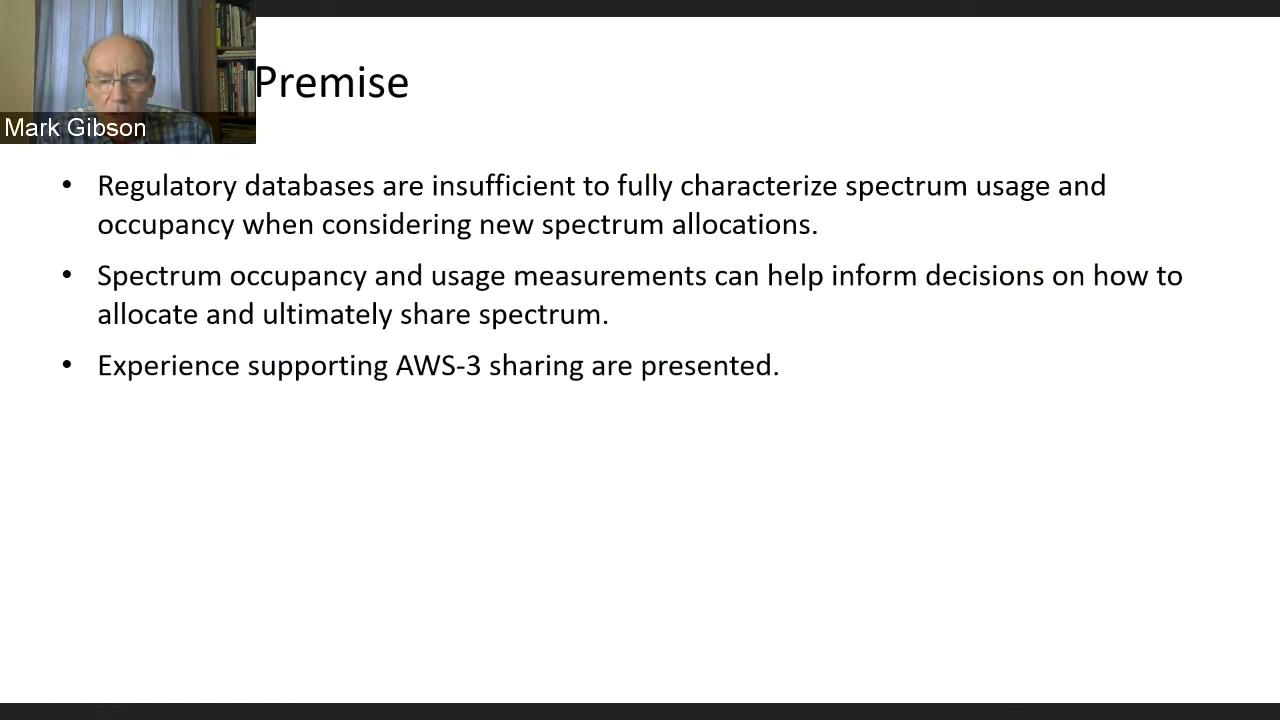 Premise
Mark Gibson
• Regulatory databases are insufficient to fully characterize spectrum usage and
occupancy when considering new spectrum allocations.
• Spectrum occupancy and usage measurements can help inform decisions on how to
allocate and ultimately share spectrum.
• Experience supporting AWS-3 sharing are presented.